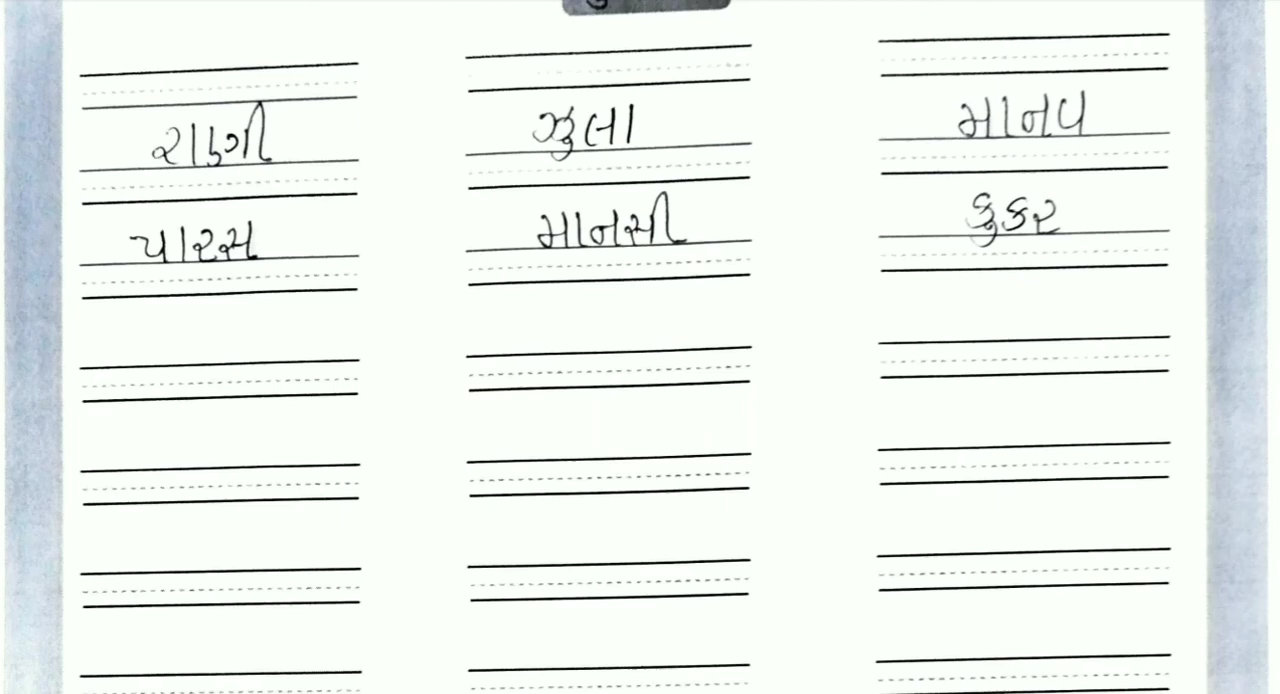 રાણી ઝુલા માનવ
પારસ માનસી કુકર